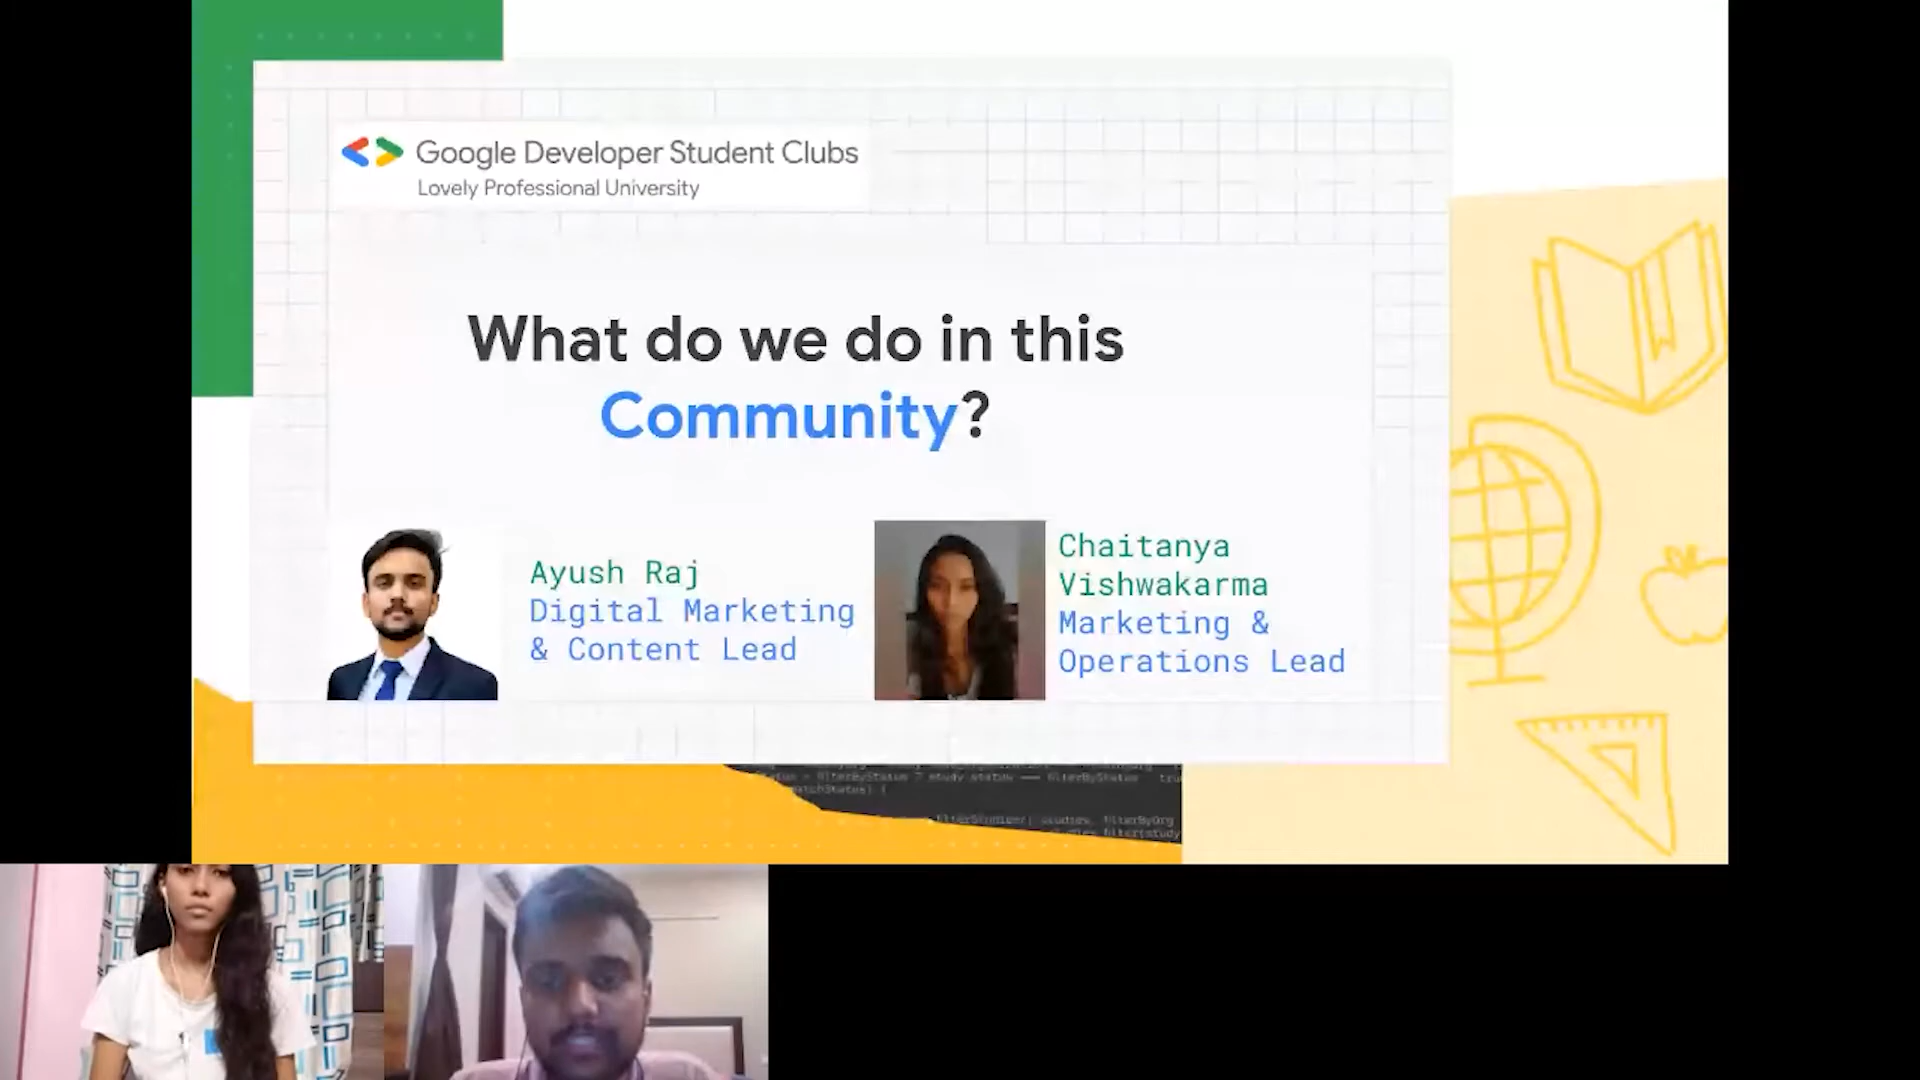 Google Developer Student Clubs
Lovely Professional University
What do we do in this
Community?
Ayush Raj
Digital Marketing
& Content Lead
Chaitanya
Vishwakarma
Marketing &
Operations Lead